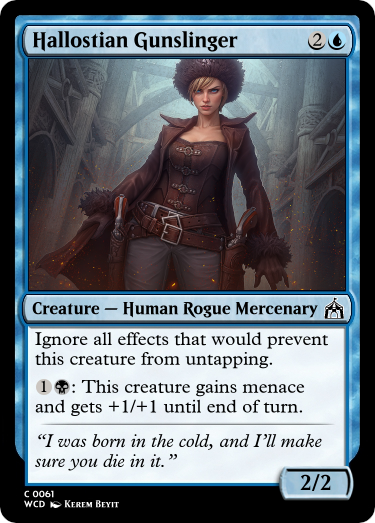 Hallostian Gunslinger 2
Creature — Human Rogue Mercenary
Ignore all effects that would prevent
this creature from untapping.
1: This creature gains menace
and gets +1/+1 until end of turn.
“I was born in the cold, and I’ll make
sure you die in it.”
2/2
C 0061
WCD Kerem Beyit